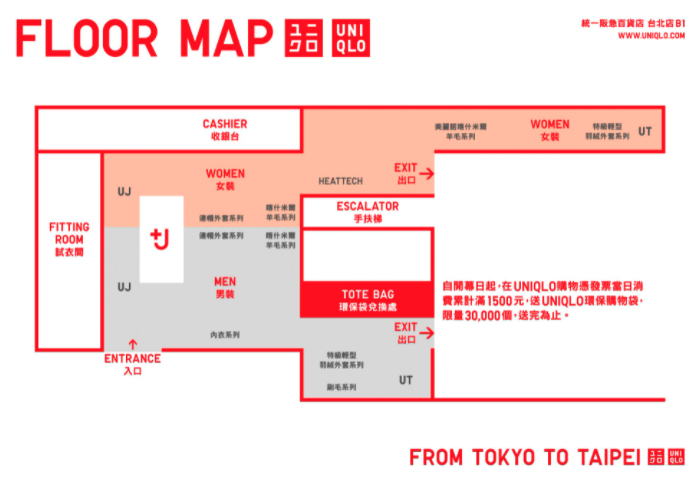 FLOOR MAP ユニクロ UNIQLO
統一阪急百貨店 台北店B1
WWW.UNIQLO.COM
CASHIER
收銀台
美麗諾喀什米爾
羊毛系列
WOMEN
女裝
特級輕型
羽絨外套系列
UT
WOMEN
女裝
UJ
HEATTECH
EXIT
出口
連帽外套系列
喀什米爾
羊毛系列
ESCALATOR
手扶梯
FITTING
ROOM
試衣間
+J
連帽外套系列
喀什米爾
羊毛系列
UJ
MEN
男裝
TOTE BAG
環保袋兌換處
自開幕日起,在UNIQLO購物憑發票當日消
費累計滿1500元,送UNIQLO環保購物袋,
限量30,000個,送完為止。
內衣系列
EXIT
出口
ENTRANCE
入口
特級輕型
羽絨外套系列
UT
刷毛系列
FROM TOKYO TO TAIPEI ユニクロ UNIQLO